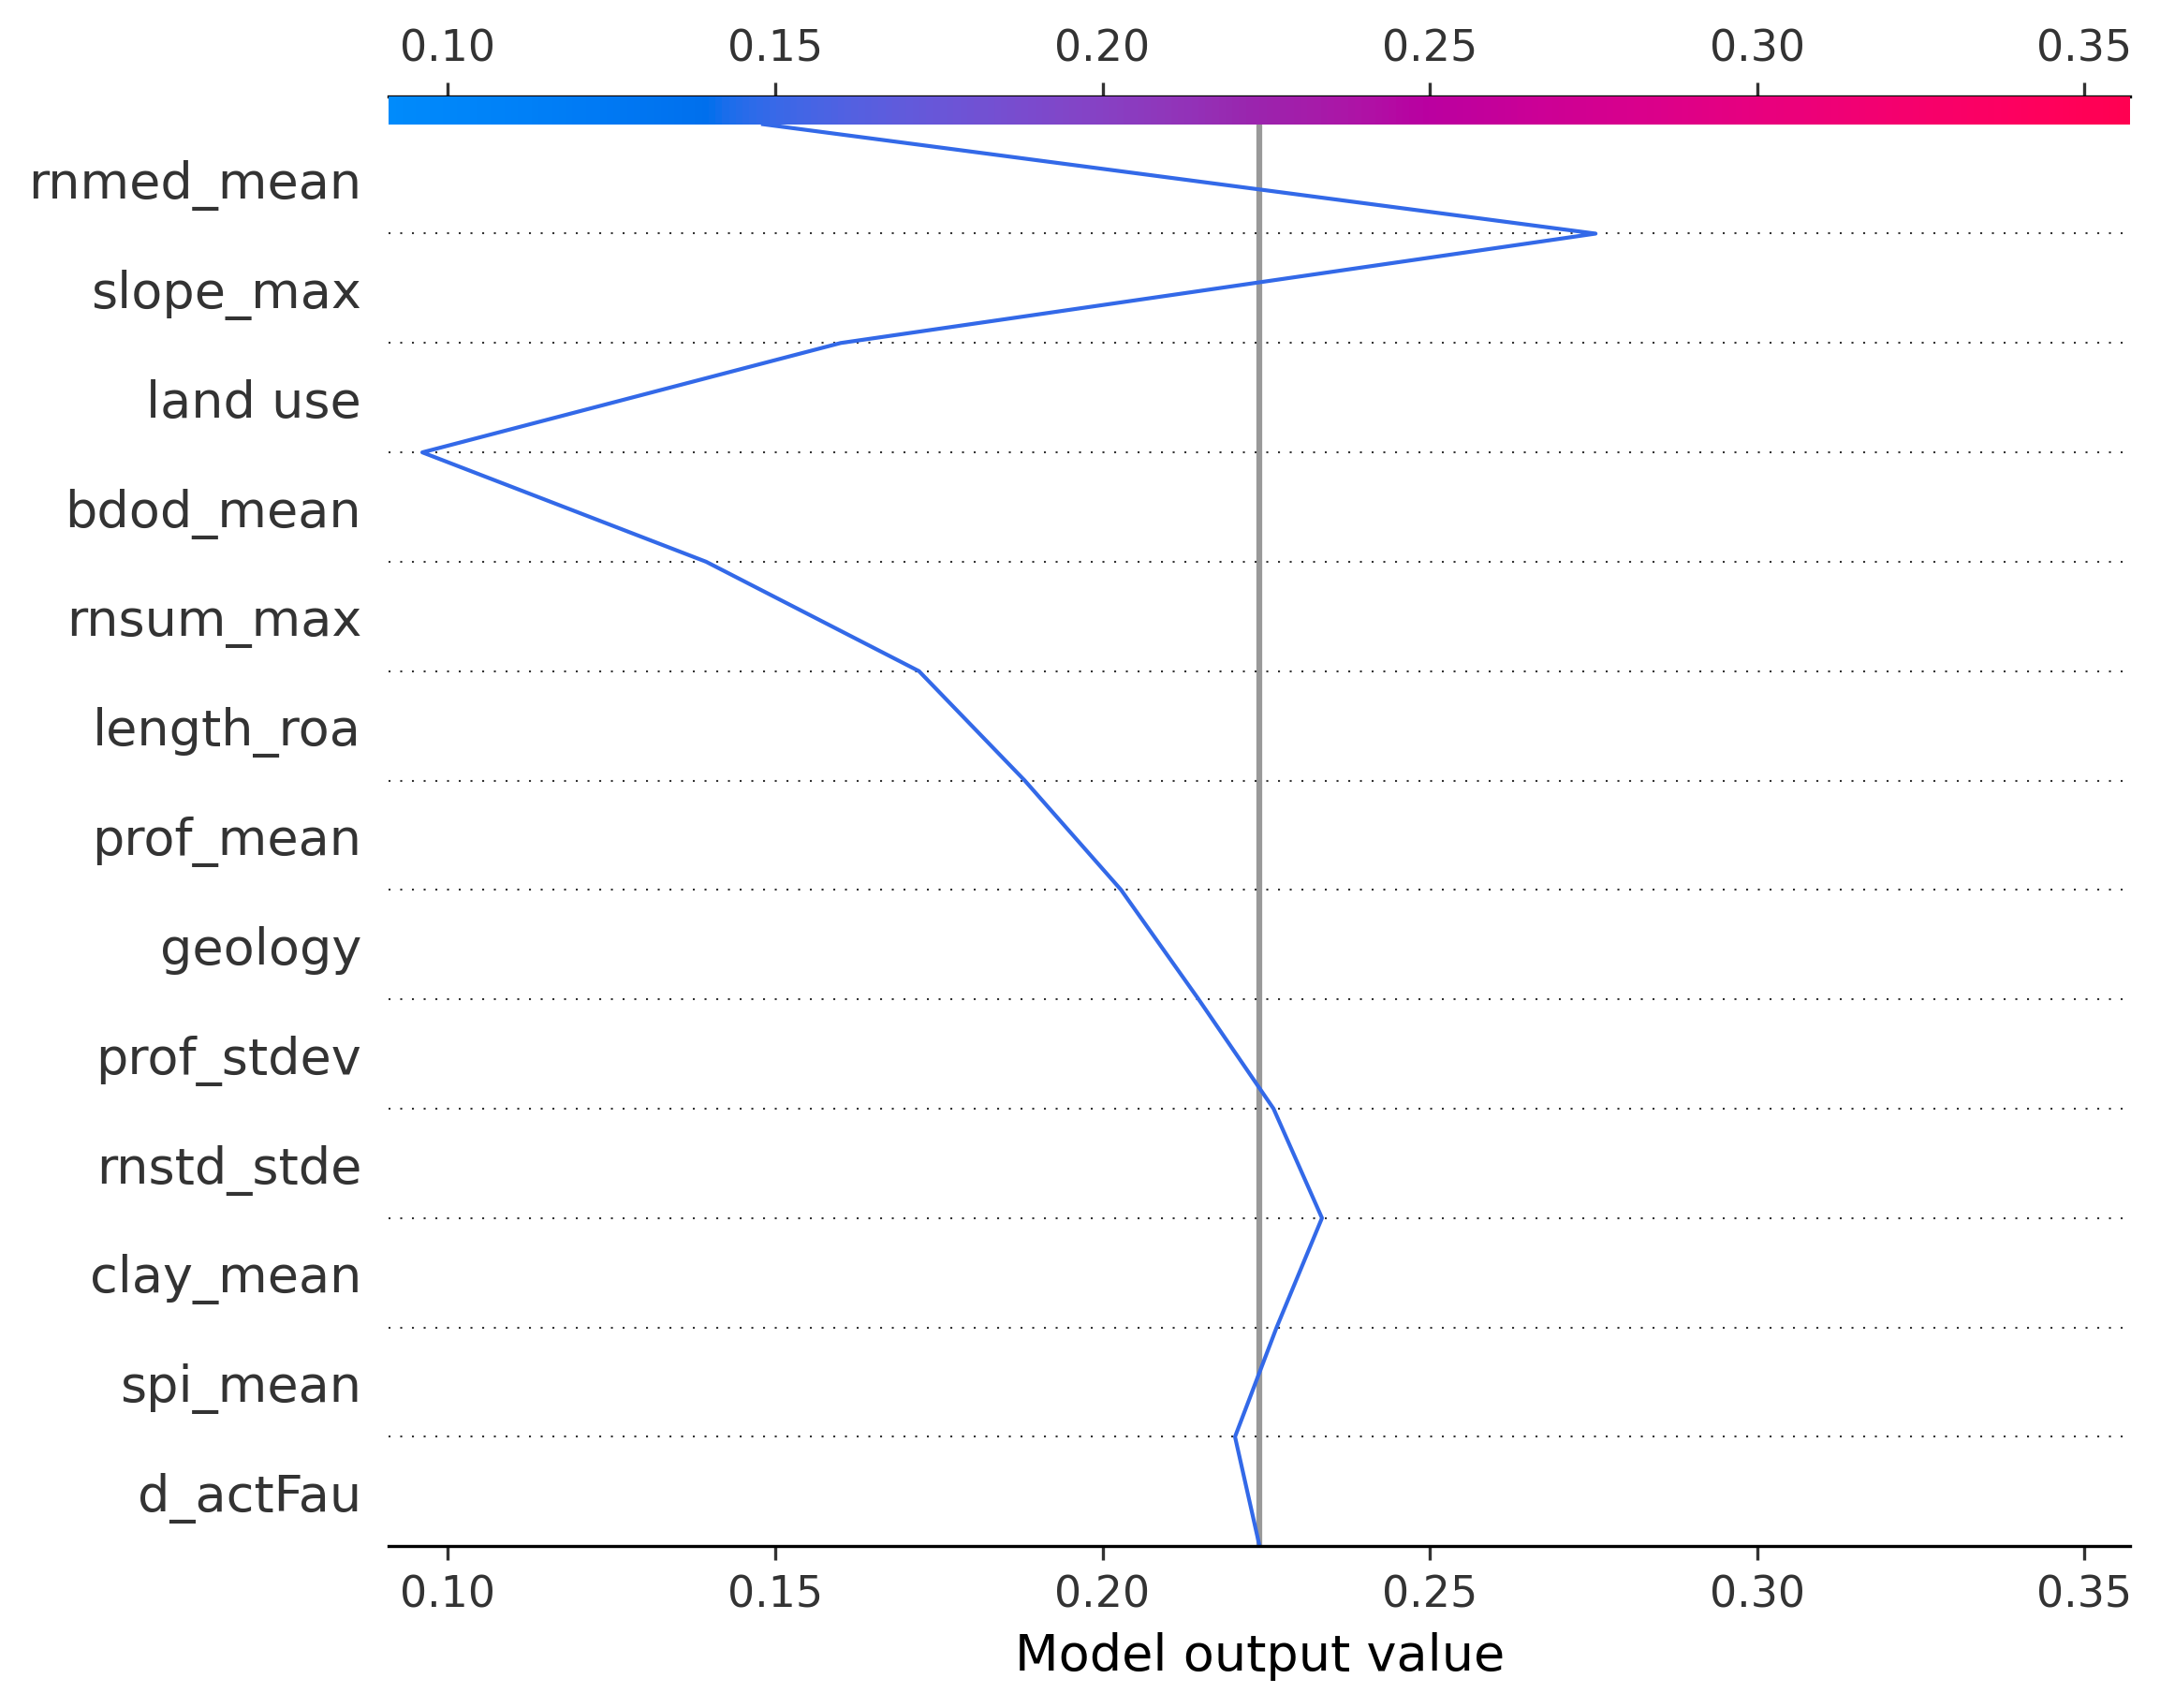 0.10 0.15 0.20 0.25 0.30 0.35
rnmed_mean
slope_max
land use
bdod_mean
rnsum_max
length_roa
prof_mean
geology
prof_stdev
rnstd_stde
clay_mean
spi_mean
d_actFau
0.10 0.15 0.20 0.25 0.30 0.35
Model output value